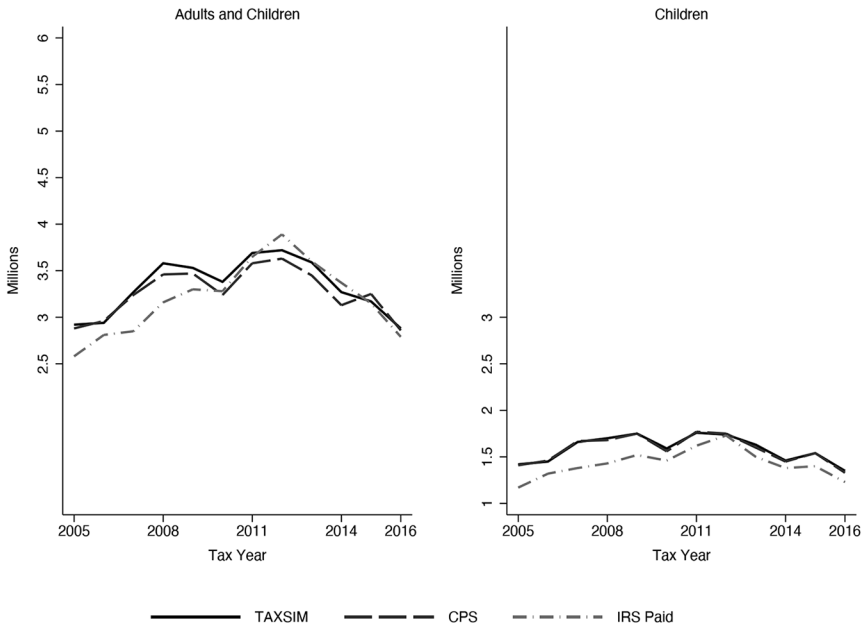 Adults and Children
Children
Millions
6
5.5
5
4.5
4
3.5
3
2.5
2005
2008
2011
2014
2016
Tax Year
Millions
3
2.5
2
1.5
1
2005
2008
2011
2014
2016
Tax Year
TAXSIM
CPS
IRS Paid